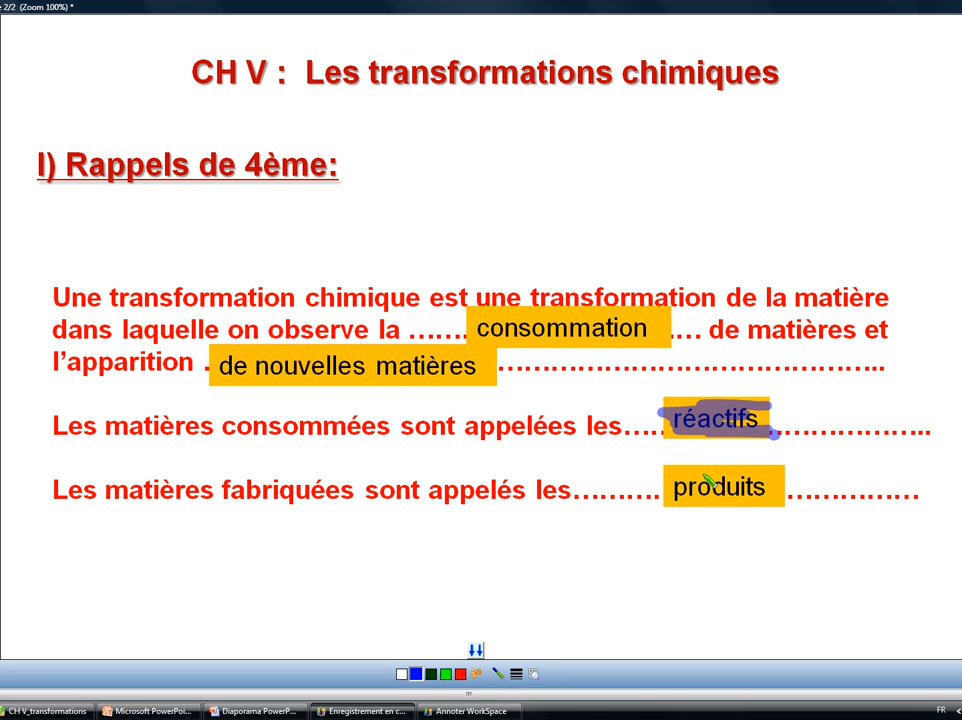 2/2 (Zoom 100%) *
CH V : Les transformations chimiques
I) Rappels de 4ème:
Une transformation chimique est une transformation de la matière
dans laquelle on observe la ……. consommation …. de matières et
l’apparition . de nouvelles matières …………………………………………..
Les matières consommées sont appelées les…… réactifs ………………..
Les matières fabriquées sont appelés les………. produits ……………
CH V_transformations
Microsoft PowerPoi...
Diaporama PowerP...
Enregistrement en c...
Annoter WorkSpace
FR